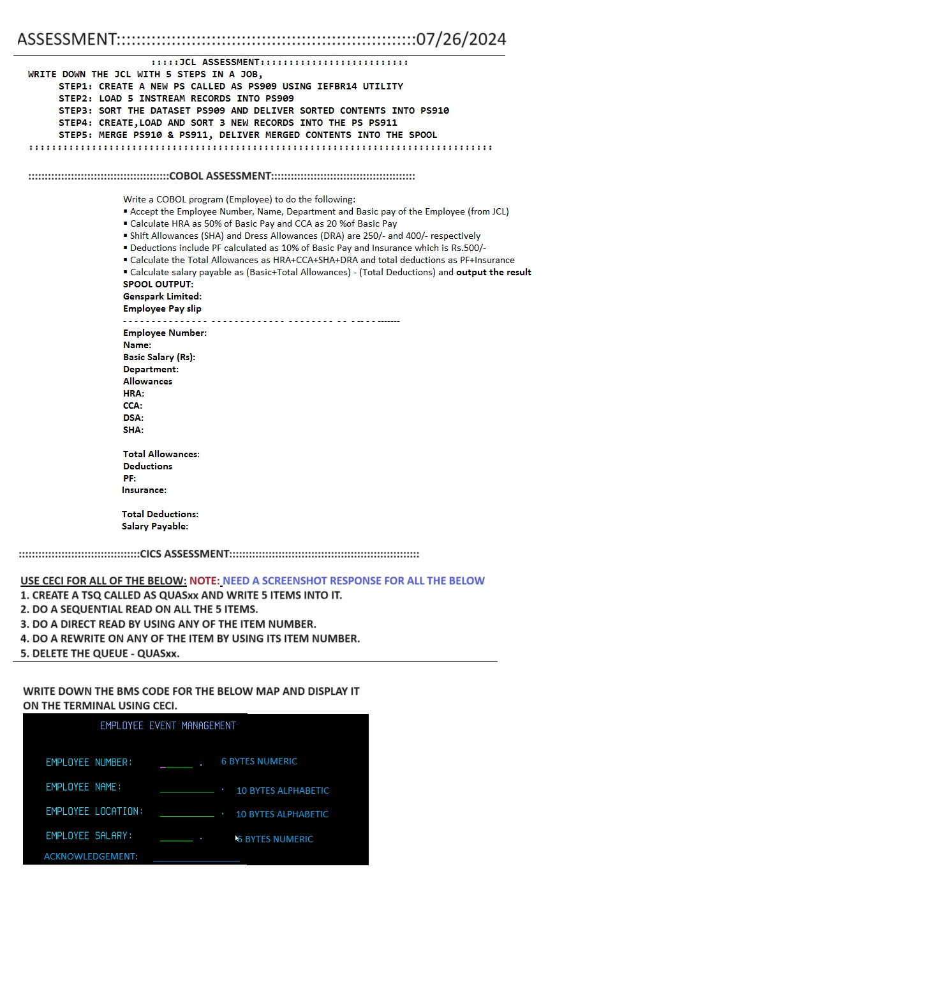 ASSESSMENT:::::::::::::::::::::::::::::::::::::::::::::::::::::::::::::07/26/2024
:::::JCL ASSESSMENT::::::::::::::::::::::::::
WRITE DOWN THE JCL WITH 5 STEPS IN A JOB,
STEP1: CREATE A NEW PS CALLED AS PS909 USING IEFBR14 UTILITY
STEP2: LOAD 5 INSTREAM RECORDS INTO PS909
STEP3: SORT THE DATASET PS909 AND DELIVER SORTED CONTENTS INTO PS910
STEP4: CREATE,LOAD AND SORT 3 NEW RECORDS INTO THE PS PS911
STEP5: MERGE PS910 & PS911, DELIVER MERGED CONTENTS INTO THE SPOOL
:::::::::::::::::::::::::::::::::::::::::::::::::::::::::::::::::::::::::::::::::
:::::::::::::::::::::::::::::::::::::::::::COBOL ASSESSMENT::::::::::::::::::::::::::::::::::::::::::::
Write a COBOL program (Employee) to do the following:
▪ Accept the Employee Number, Name, Department and Basic pay of the Employee (from JCL)
▪ Calculate HRA as 50% of Basic Pay and CCA as 20 %of Basic Pay
▪ Shift Allowances (SHA) and Dress Allowances (DRA) are 250/- and 400/- respectively
▪ Deductions include PF calculated as 10% of Basic Pay and Insurance which is Rs.500/-
▪ Calculate the Total Allowances as HRA+CCA+SHA+DRA and total deductions as PF+Insurance
▪ Calculate salary payable as (Basic+Total Allowances) - (Total Deductions) and output the result
SPOOL OUTPUT:
Genspark Limited:
Employee Pay slip
- - - - - - - - - - - - - - -  - - - - - - - - - - - - -  - - - - - - - -  - -  - -- - - -------
Employee Number:
Name:
Basic Salary (Rs):
Department:
Allowances
HRA:
CCA:
DSA:
SHA:
Total Allowances:
Deductions
PF:
Insurance:
Total Deductions:
Salary Payable:
:::::::::::::::::::::::::::::::::::::CICS ASSESSMENT::::::::::::::::::::::::::::::::::::::::::::::::::::::::::
USE CECI FOR ALL OF THE BELOW: NOTE: NEED A SCREENSHOT RESPONSE FOR ALL THE BELOW
1. CREATE A TSQ CALLED AS QUASxx AND WRITE 5 ITEMS INTO IT.
2. DO A SEQUENTIAL READ ON ALL THE 5 ITEMS.
3. DO A DIRECT READ BY USING ANY OF THE ITEM NUMBER.
4. DO A REWRITE ON ANY OF THE ITEM BY USING ITS ITEM NUMBER.
5. DELETE THE QUEUE - QUASxx.
WRITE DOWN THE BMS CODE FOR THE BELOW MAP AND DISPLAY IT
ON THE TERMINAL USING CECI.
EMPLOYEE EVENT MANAGEMENT
EMPLOYEE NUMBER: ______ . 6 BYTES NUMERIC
EMPLOYEE NAME: __________ . 10 BYTES ALPHABETIC
EMPLOYEE LOCATION: __________ . 10 BYTES ALPHABETIC
EMPLOYEE SALARY: ______ . 6 BYTES NUMERIC
ACKNOWLEDGEMENT: ________________